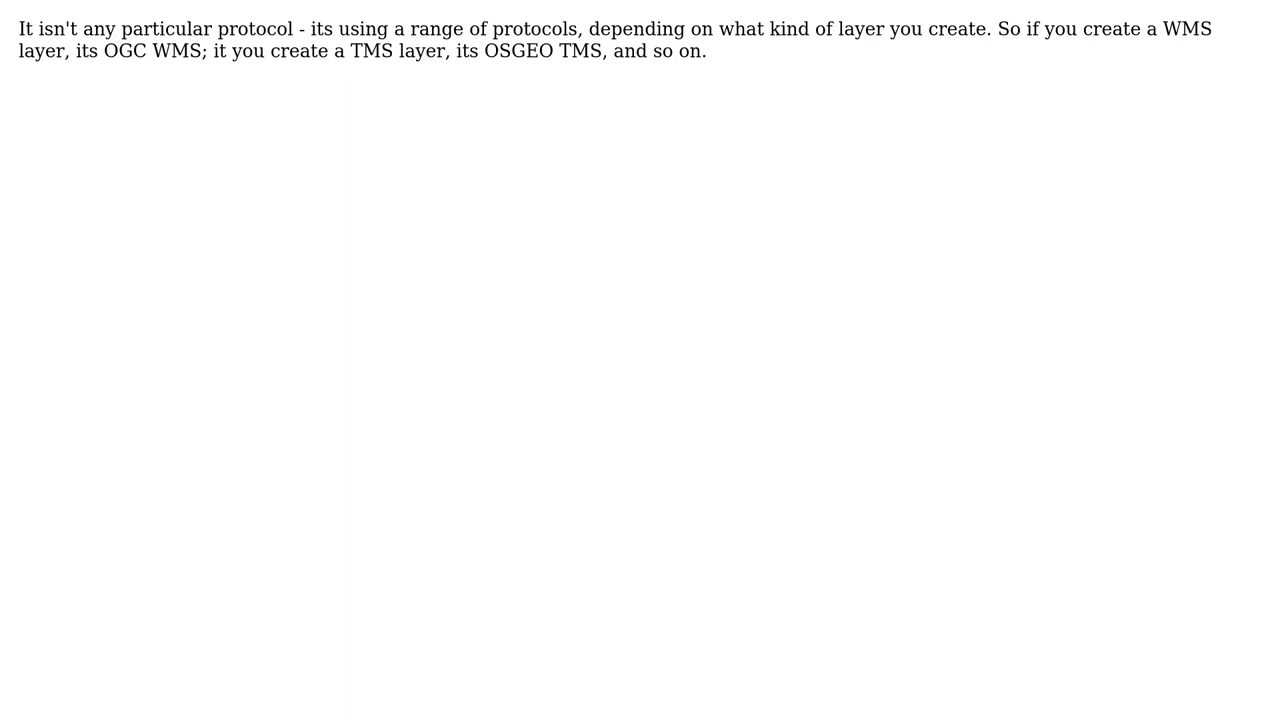 It isn't any particular protocol - its using a range of protocols, depending on what kind of layer you create. So if you create a WMS
layer, its OGC WMS; it you create a TMS layer, its OSGEO TMS, and so on.